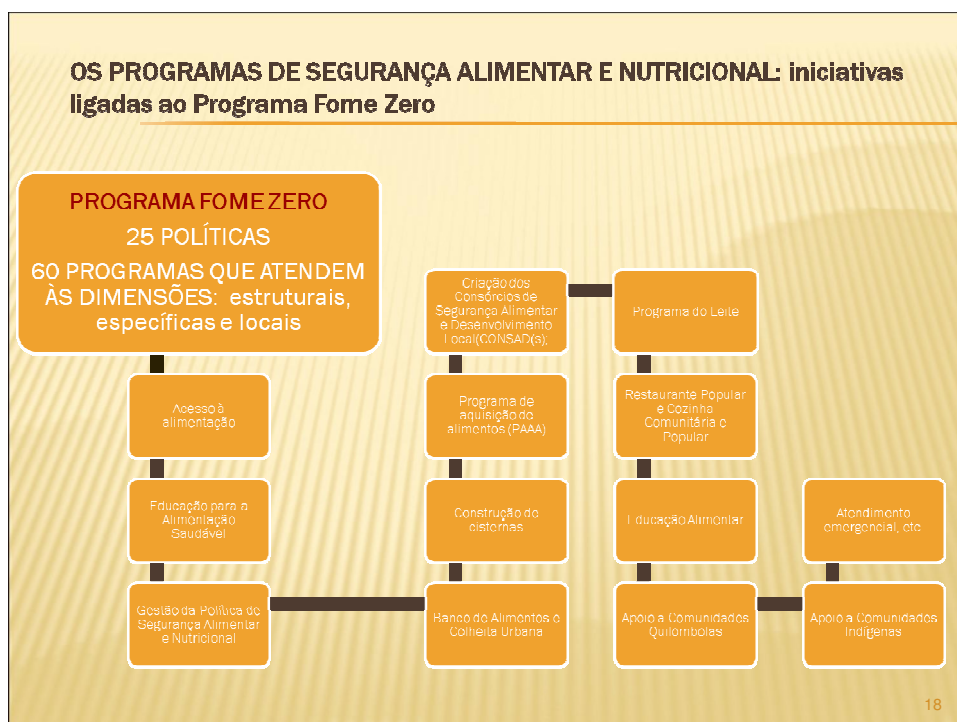 OS PROGRAMAS DE SEGURANÇA ALIMENTAR E NUTRICIONAL: iniciativas
ligadas ao Programa Fome Zero
PROGRAMA FOME ZERO
25 POLÍTICAS
60 PROGRAMAS QUE ATENDEM
ÀS DIMENSÕES: estruturais,
específicas e locais
Acesso à
alimentação
Educação para a
Alimentação
Saudável
Gestão da Política de
Segurança Alimentar
e Nutricional
Banco de Alimentos e
Colheita Urbana
Construção de
cisternas
Programa de
aquisição de
alimentos (PAAA)
Criação dos
Consórcios de
Segurança Alimentar
e Desenvolvimento
Local(CONSAD(s);
Programa do Leite
Restaurante Popular
e Cozinha
Comunitária e
Popular
Educação Alimentar
Apoio a Comunidades
Quilombolas
Apoio a Comunidades
Indígenas
Atendimento
emergencial, etc
18